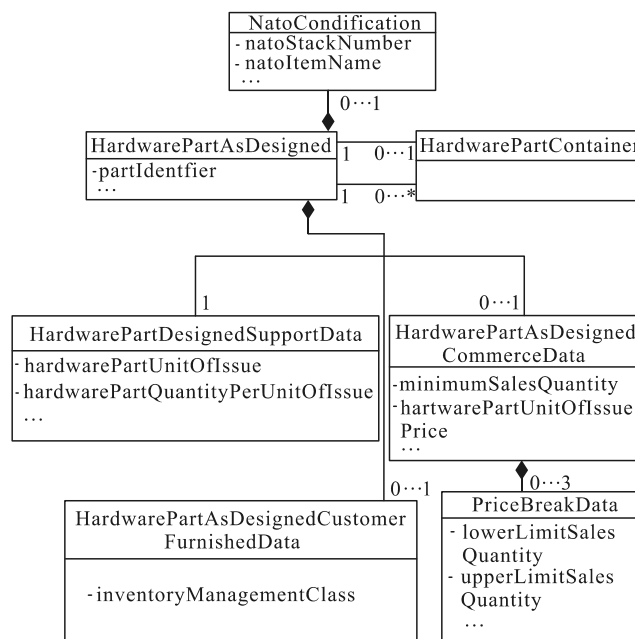 NatoCondification
- natoStackNumber
- natoItemName
...
0···1
HardwarePartAsDesigned
-partIdentfier
...
1 0···1
1 0···*
HardwarePartContainer
1
0···1
HardwarePartDesignedSupportData
- hardwarePartUnitOfIssue
- hardwarePartQuantityPerUnitOfIssue
...
HardwarePartAsDesigned
CommerceData
-minimumSalesQuantity
-hartwarePartUnitOfIssue
Price
...
0···1
0···3
HardwarePartAsDesignedCustomer
FurnishedData
-inventoryManagementClass
PriceBreakData
- lowerLimitSales
Quantity
- upperLimitSales
Quantity
...